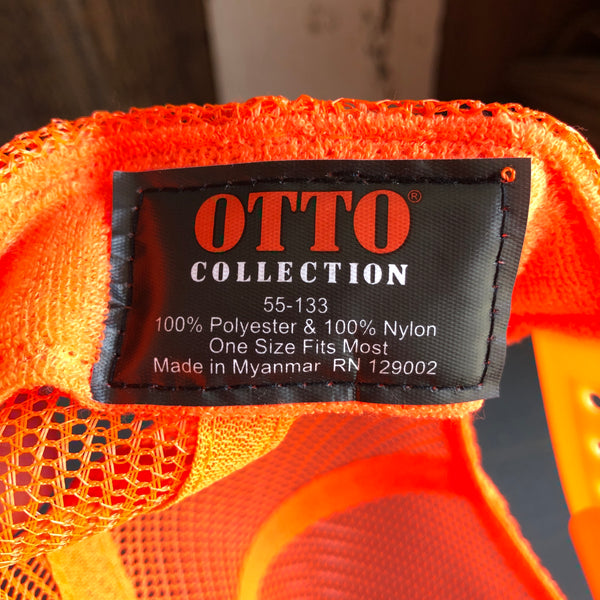 OTTO®
COLLECTION
55-133
100% Polyester & 100% Nylon
One Size Fits Most
Made in Myanmar RN 129002